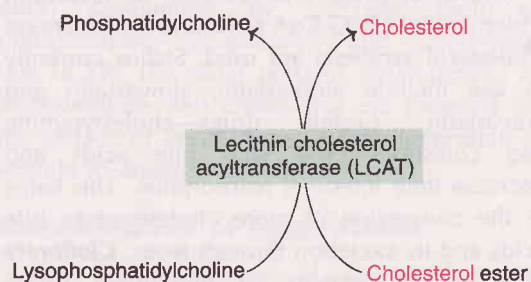 Phosphatidylcholine
Cholesterol
Lecithin cholesterol
acyltransferase (LCAT)
Lysophosphatidylcholine
Cholesterol ester